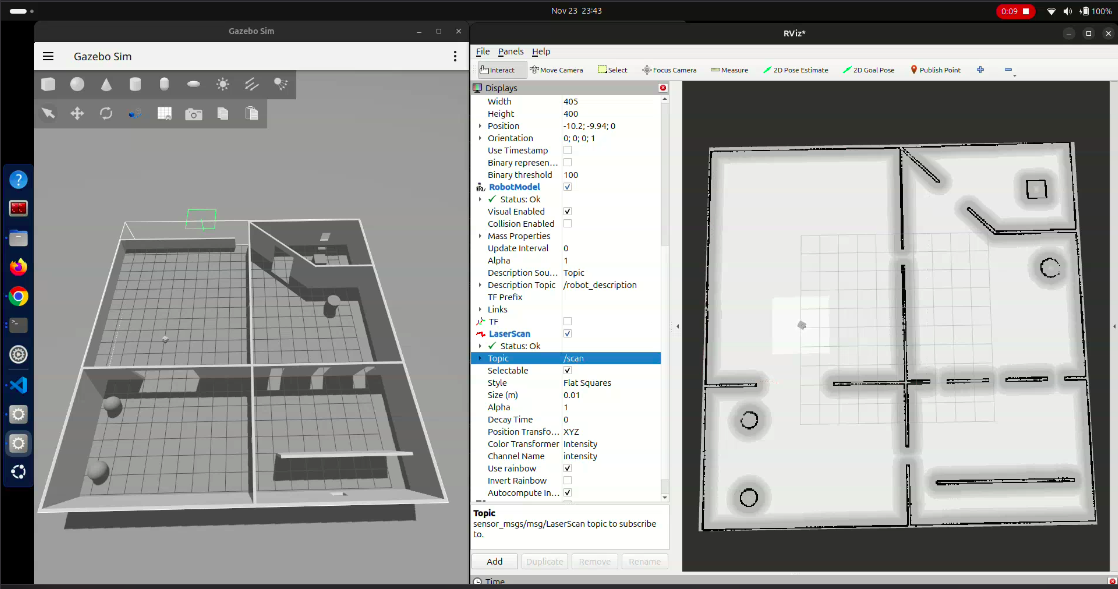 Nov 23 23:43
0:09
100%
Gazebo Sim
Gazebo Sim
RViz*
File Panels Help
Interact
Move Camera
Select
Focus Camera
Measure
2D Pose Estimate
2D Goal Pose
Publish Point
Displays
Width 405
Height 400
Position -10.2; -9.94; 0
Orientation 0; 0; 0; 1
Use Timestamp
Binary represen...
Binary threshold 100
RobotModel
Status: Ok
Visual Enabled
Collision Enabled
Mass Properties
Update Interval 0
Alpha 1
Description Sou... Topic
Description Topic /robot_description
TF Prefix
Links
TF
LaserScan
Status: Ok
Topic /scan
Selectable
Style Flat Squares
Size (m) 0.01
Alpha 1
Decay Time 0
Position Transfo... XYZ
Color Transformer Intensity
Channel Name intensity
Use rainbow
Invert Rainbow
Autocompute In...
Topic
sensor_msgs/msg/LaserScan topic to subscribe
to.
Add Duplicate Remove Rename
Time